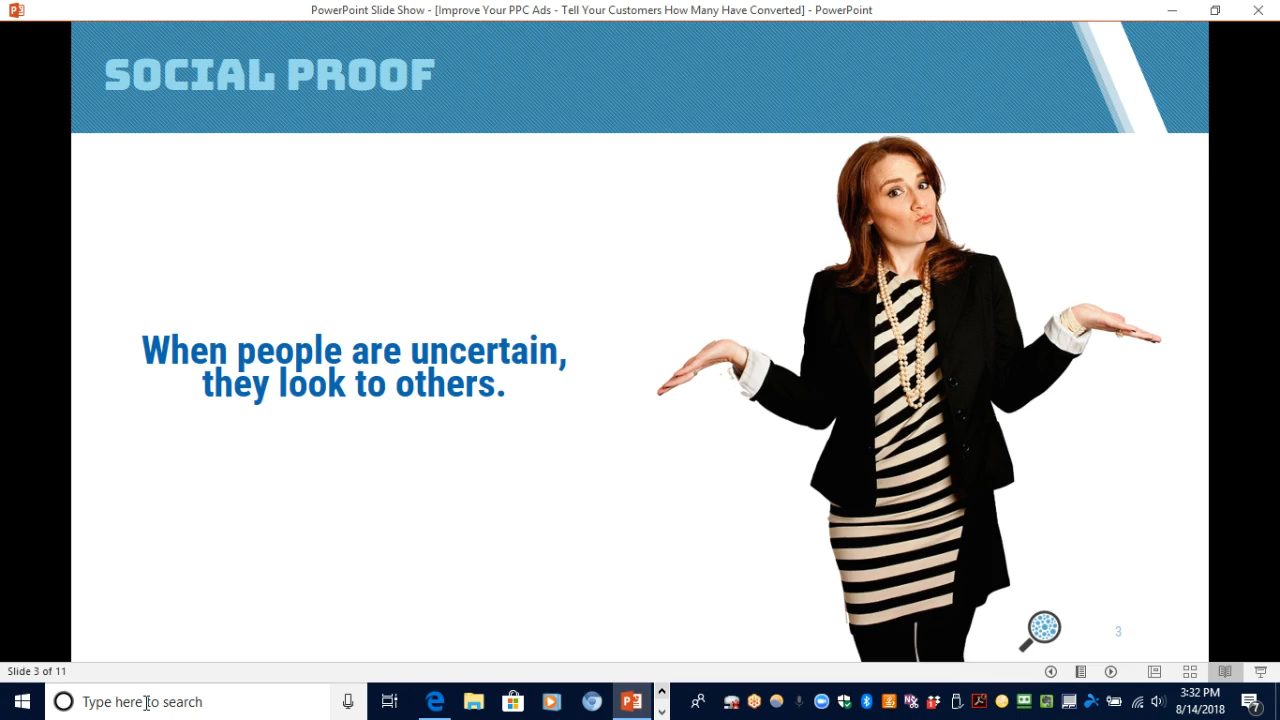 PowerPoint Slide Show - [Improve Your PPC Ads - Tell Your Customers How Many Have Converted] - PowerPoint
SOCIAL PROOF
When people are uncertain,
they look to others.
3
Slide 3 of 11
Type here to search
3:32 PM
8/14/2018
7